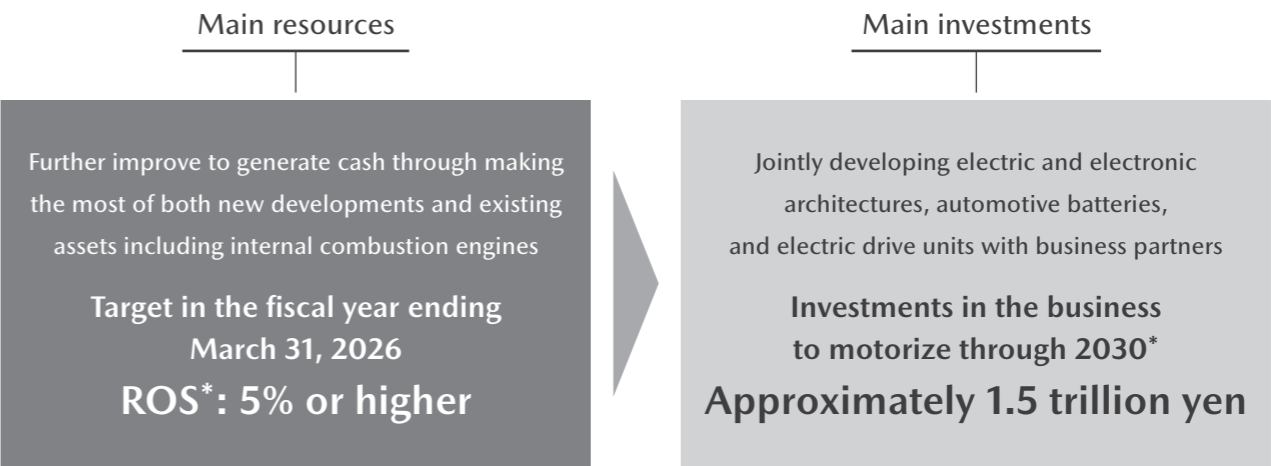 Main resources
Further improve to generate cash through making
the most of both new developments and existing
assets including internal combustion engines
Target in the fiscal year ending
March 31, 2026
ROS*: 5% or higher
Main investments
Jointly developing electric and electronic
architectures, automotive batteries,
and electric drive units with business partners
Investments in the business
to motorize through 2030*
Approximately 1.5 trillion yen